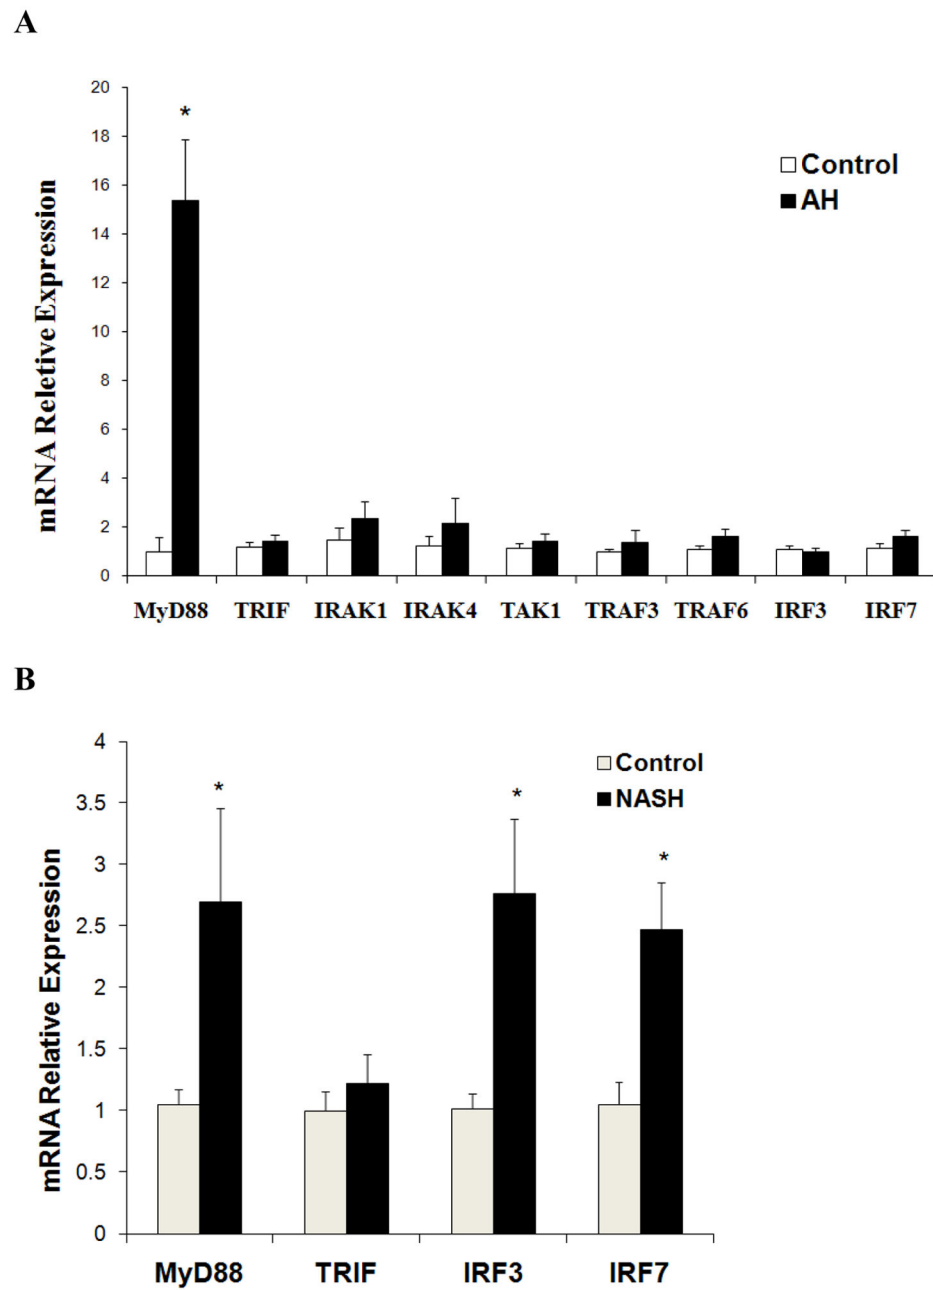 A
mRNA Reletive Expression
20
18
16
14
12
10
8
6
4
2
0
*
Control
AH
MyD88 TRIF IRAK1 IRAK4 TAK1 TRAF3 TRAF6 IRF3 IRF7
B
mRNA Relative Expression
4
3.5
3
2.5
2
1.5
1
0.5
0
*
*
*
Control
NASH
MyD88 TRIF IRF3 IRF7